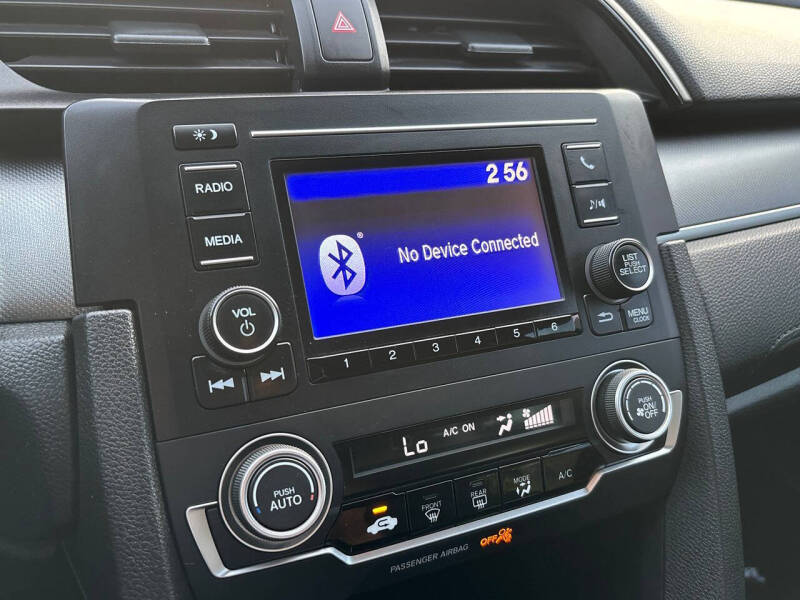 2 56
RADIO
MEDIA
®
No Device Connected
LIST
PUSH
SELECT
VOL
MENU
CLOCK
1 2 3 4 5 6
Lo A/C ON
PUSH
ON/
OFF
PUSH
AUTO
FRONT
REAR
MODE
A/C
PASSENGER AIRBAG OFF